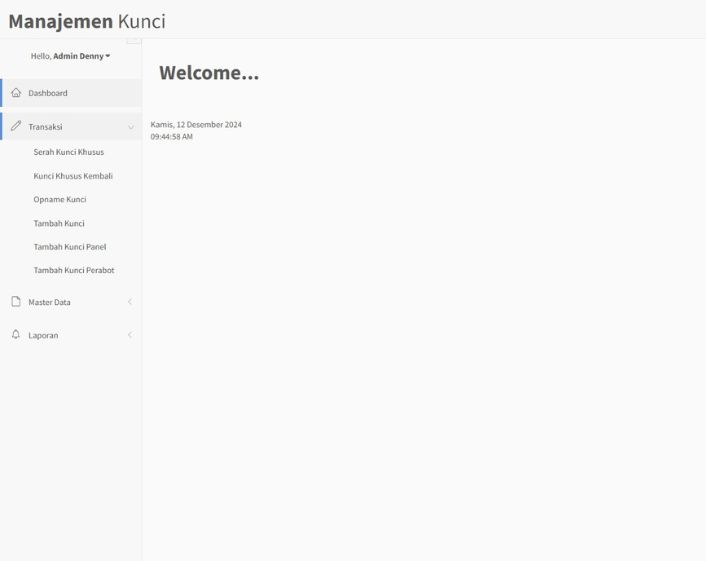 Manajemen Kunci
Hello, Admin Denny
Welcome...
Dashboard
Kamis, 12 Desember 2024
09:44:58 AM
Transaksi
Serah Kunci Khusus
Kunci Khusus Kembali
Opname Kunci
Tambah Kunci
Tambah Kunci Panel
Tambah Kunci Perabot
Master Data
Laporan